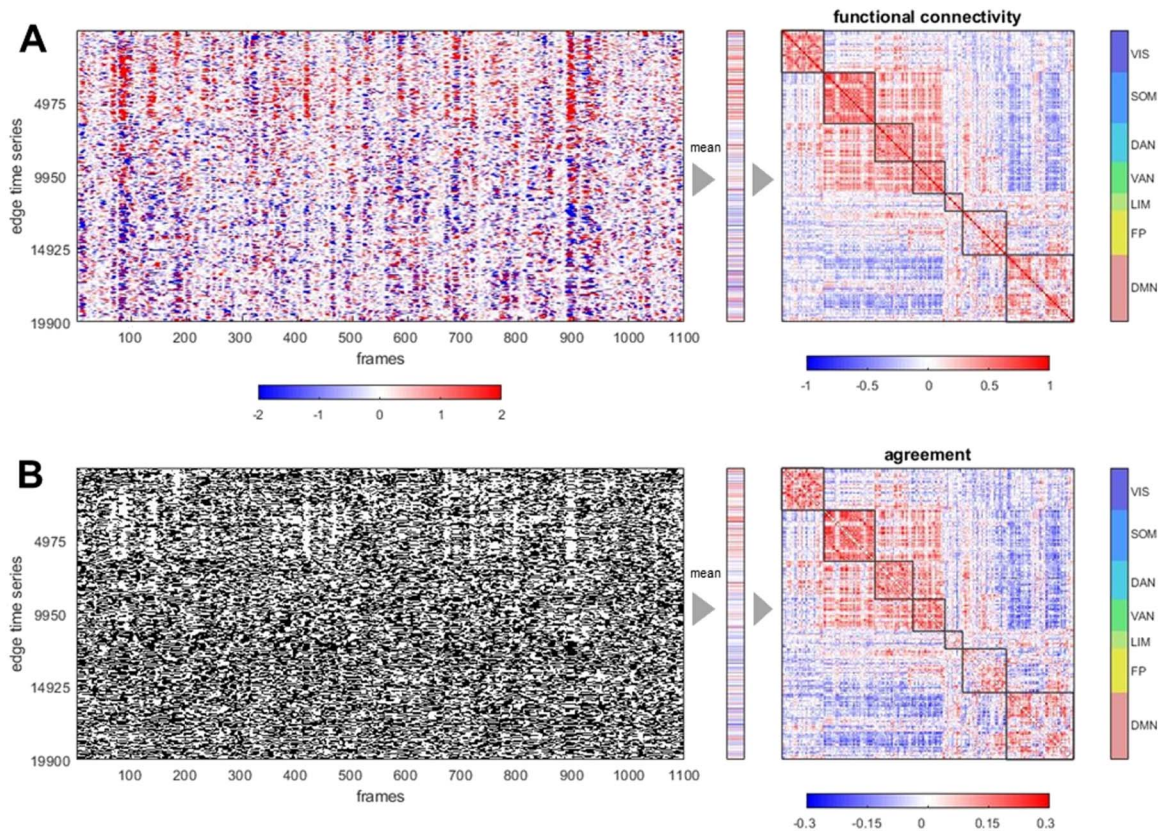 A
functional connectivity
edge time series
4975
9950
14925
19900
100 200 300 400 500 600 700 800 900 1000 1100
frames
-2 -1 0 1 2
mean
VIS
SOM
DAN
VAN
LIM
FP
DMN
-1 -0.5 0 0.5 1
B
agreement
edge time series
4975
9950
14925
19900
100 200 300 400 500 600 700 800 900 1000 1100
frames
mean
VIS
SOM
DAN
VAN
LIM
FP
DMN
-0.3 -0.15 0 0.15 0.3